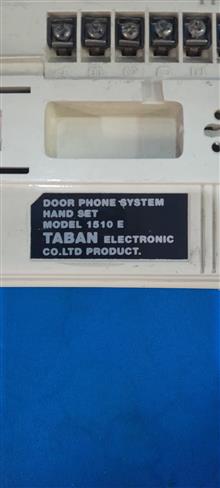 DOOR PHONE SYSTEM
HAND SET
MODEL 1510 E
TABAN ELECTRONIC
CO.LTD PRODUCT.